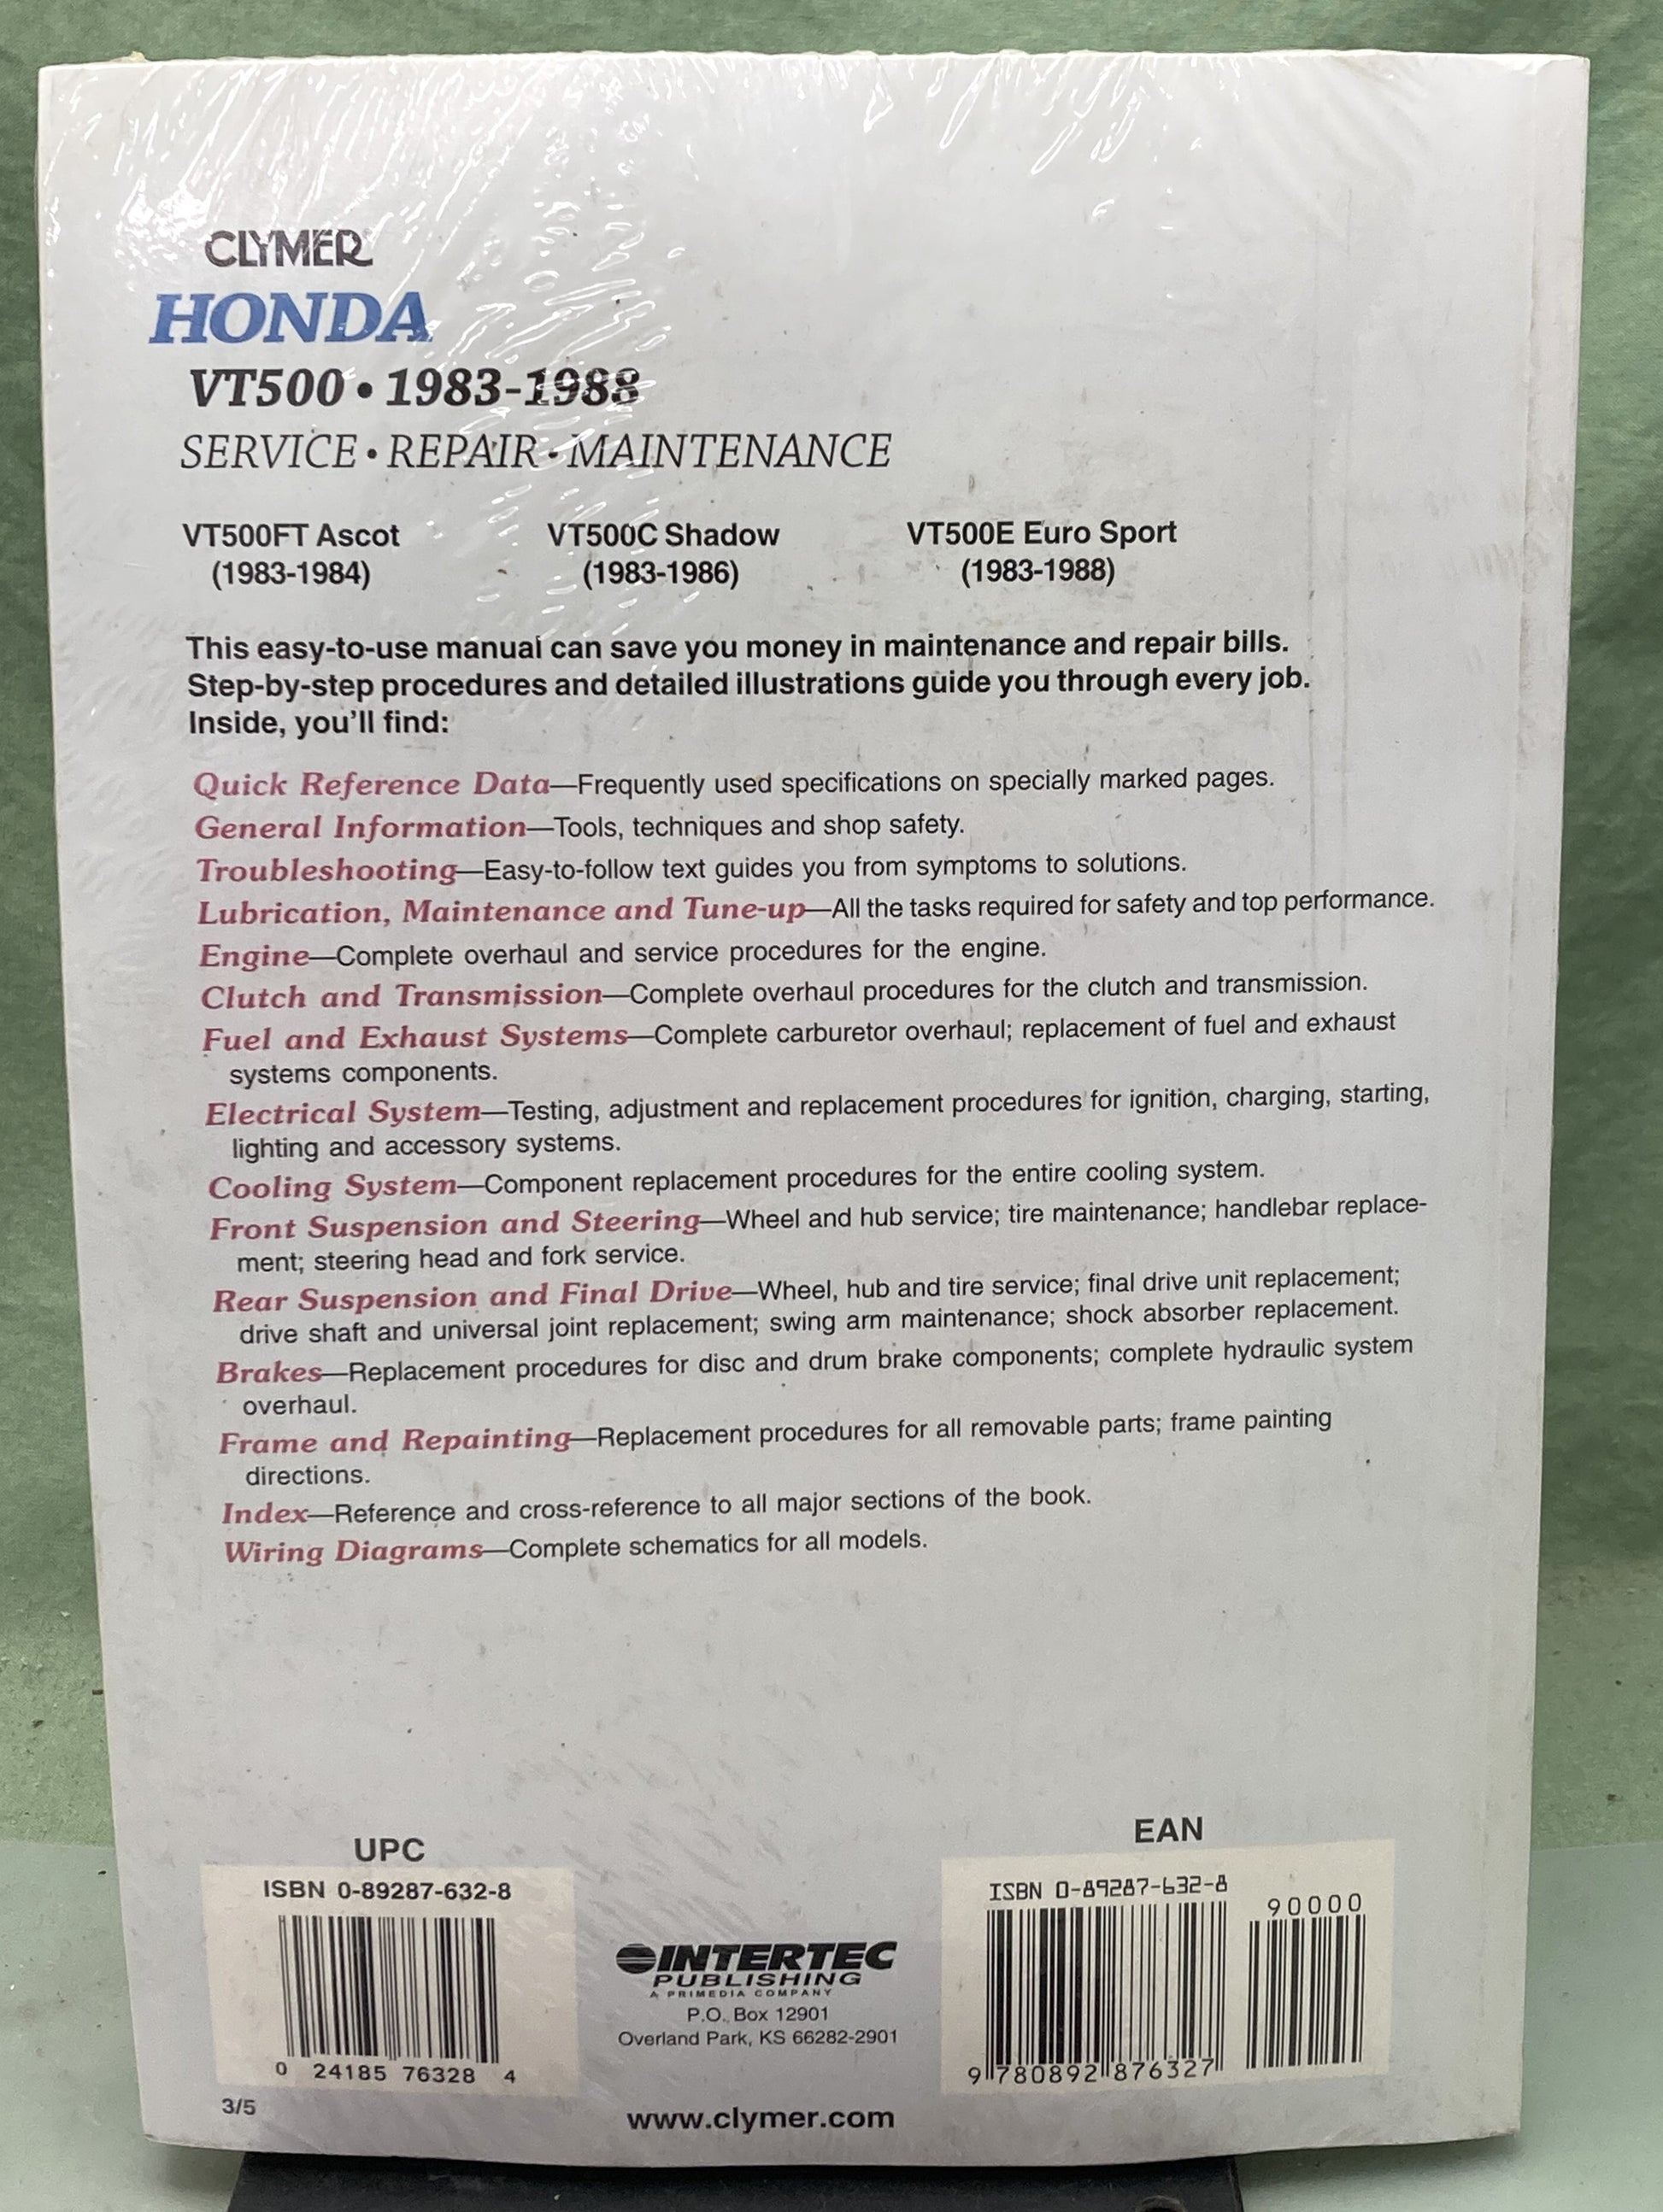 CLYMER
HONDA
VT500 • 1983-1988
SERVICE • REPAIR • MAINTENANCE
VT500FT Ascot VT500C Shadow VT500E Euro Sport
(1983-1984) (1983-1986) (1983-1988)
This easy-to-use manual can save you money in maintenance and repair bills.
Step-by-step procedures and detailed illustrations guide you through every job.
Inside, you'll find:
Quick Reference Data—Frequently used specifications on specially marked pages.
General Information—Tools, techniques and shop safety.
Troubleshooting—Easy-to-follow text guides you from symptoms to solutions.
Lubrication, Maintenance and Tune-up—All the tasks required for safety and top performance.
Engine—Complete overhaul and service procedures for the engine.
Clutch and Transmission—Complete overhaul procedures for the clutch and transmission.
Fuel and Exhaust Systems—Complete carburetor overhaul; replacement of fuel and exhaust
systems components.
Electrical System—Testing, adjustment and replacement procedures for ignition, charging, starting,
lighting and accessory systems.
Cooling System—Component replacement procedures for the entire cooling system.
Front Suspension and Steering—Wheel and hub service; tire maintenance; handlebar replace-
ment; steering head and fork service.
Rear Suspension and Final Drive—Wheel, hub and tire service; final drive unit replacement;
drive shaft and universal joint replacement; swing arm maintenance; shock absorber replacement.
Brakes—Replacement procedures for disc and drum brake components; complete hydraulic system
overhaul.
Frame and Repainting—Replacement procedures for all removable parts; frame painting
directions.
Index—Reference and cross-reference to all major sections of the book.
Wiring Diagrams—Complete schematics for all models.
UPC
ISBN 0-89287-632-8
0 24185 76328 4
3/5
INTERTEC
PUBLISHING
A PRIMEDIA COMPANY
P.O. Box 12901
Overland Park, KS 66282-2901
www.clymer.com
EAN
ISBN 0-89287-632-8
90000
9 780892 876327